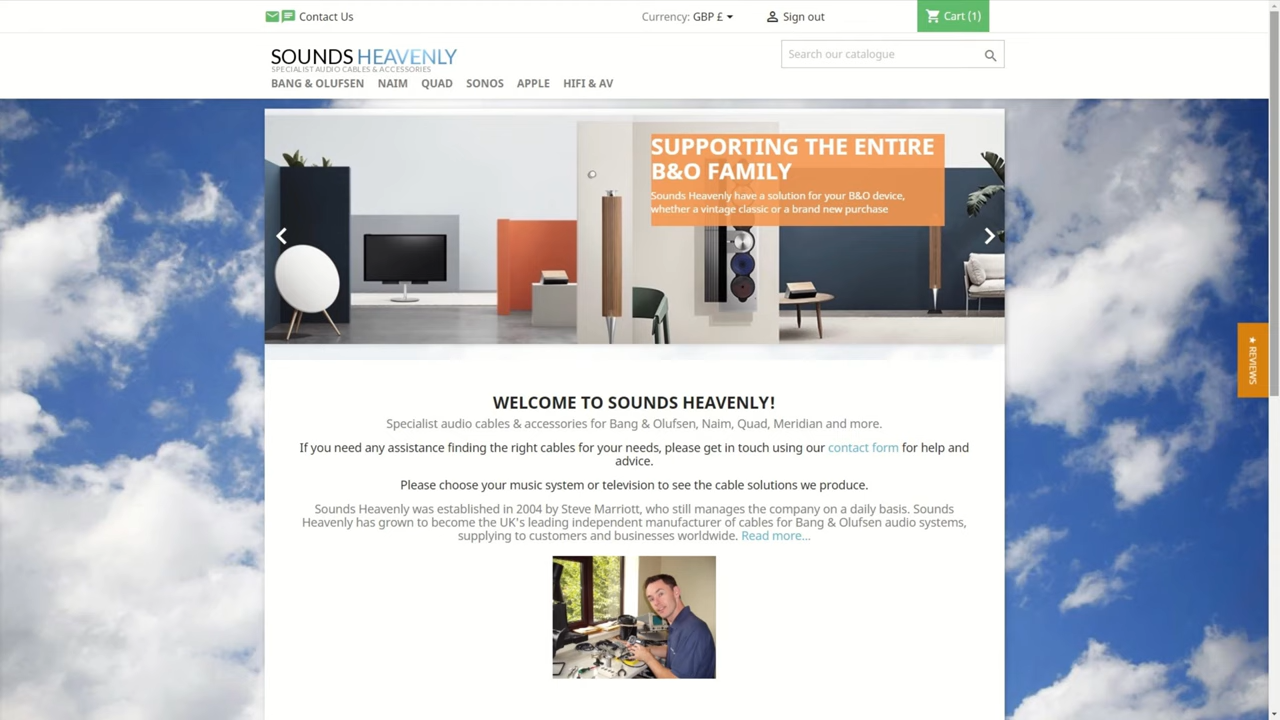 Contact Us
Currency: GBP £
Sign out
Cart (1)
SOUNDS HEAVENLY
SPECIALIST AUDIO CABLES & ACCESSORIES
Search our catalogue
BANG & OLUFSEN NAIM QUAD SONOS APPLE HIFI & AV
SUPPORTING THE ENTIRE
B&O FAMILY
Sounds Heavenly have a solution for your B&O device,
whether a vintage classic or a brand new purchase
★ REVIEWS
WELCOME TO SOUNDS HEAVENLY!
Specialist audio cables & accessories for Bang & Olufsen, Naim, Quad, Meridian and more.
If you need any assistance finding the right cables for your needs, please get in touch using our contact form for help and
advice.
Please choose your music system or television to see the cable solutions we produce.
Sounds Heavenly was established in 2004 by Steve Marriott, who still manages the company on a daily basis. Sounds
Heavenly has grown to become the UK's leading independent manufacturer of cables for Bang & Olufsen audio systems,
supplying to customers and businesses worldwide. Read more...